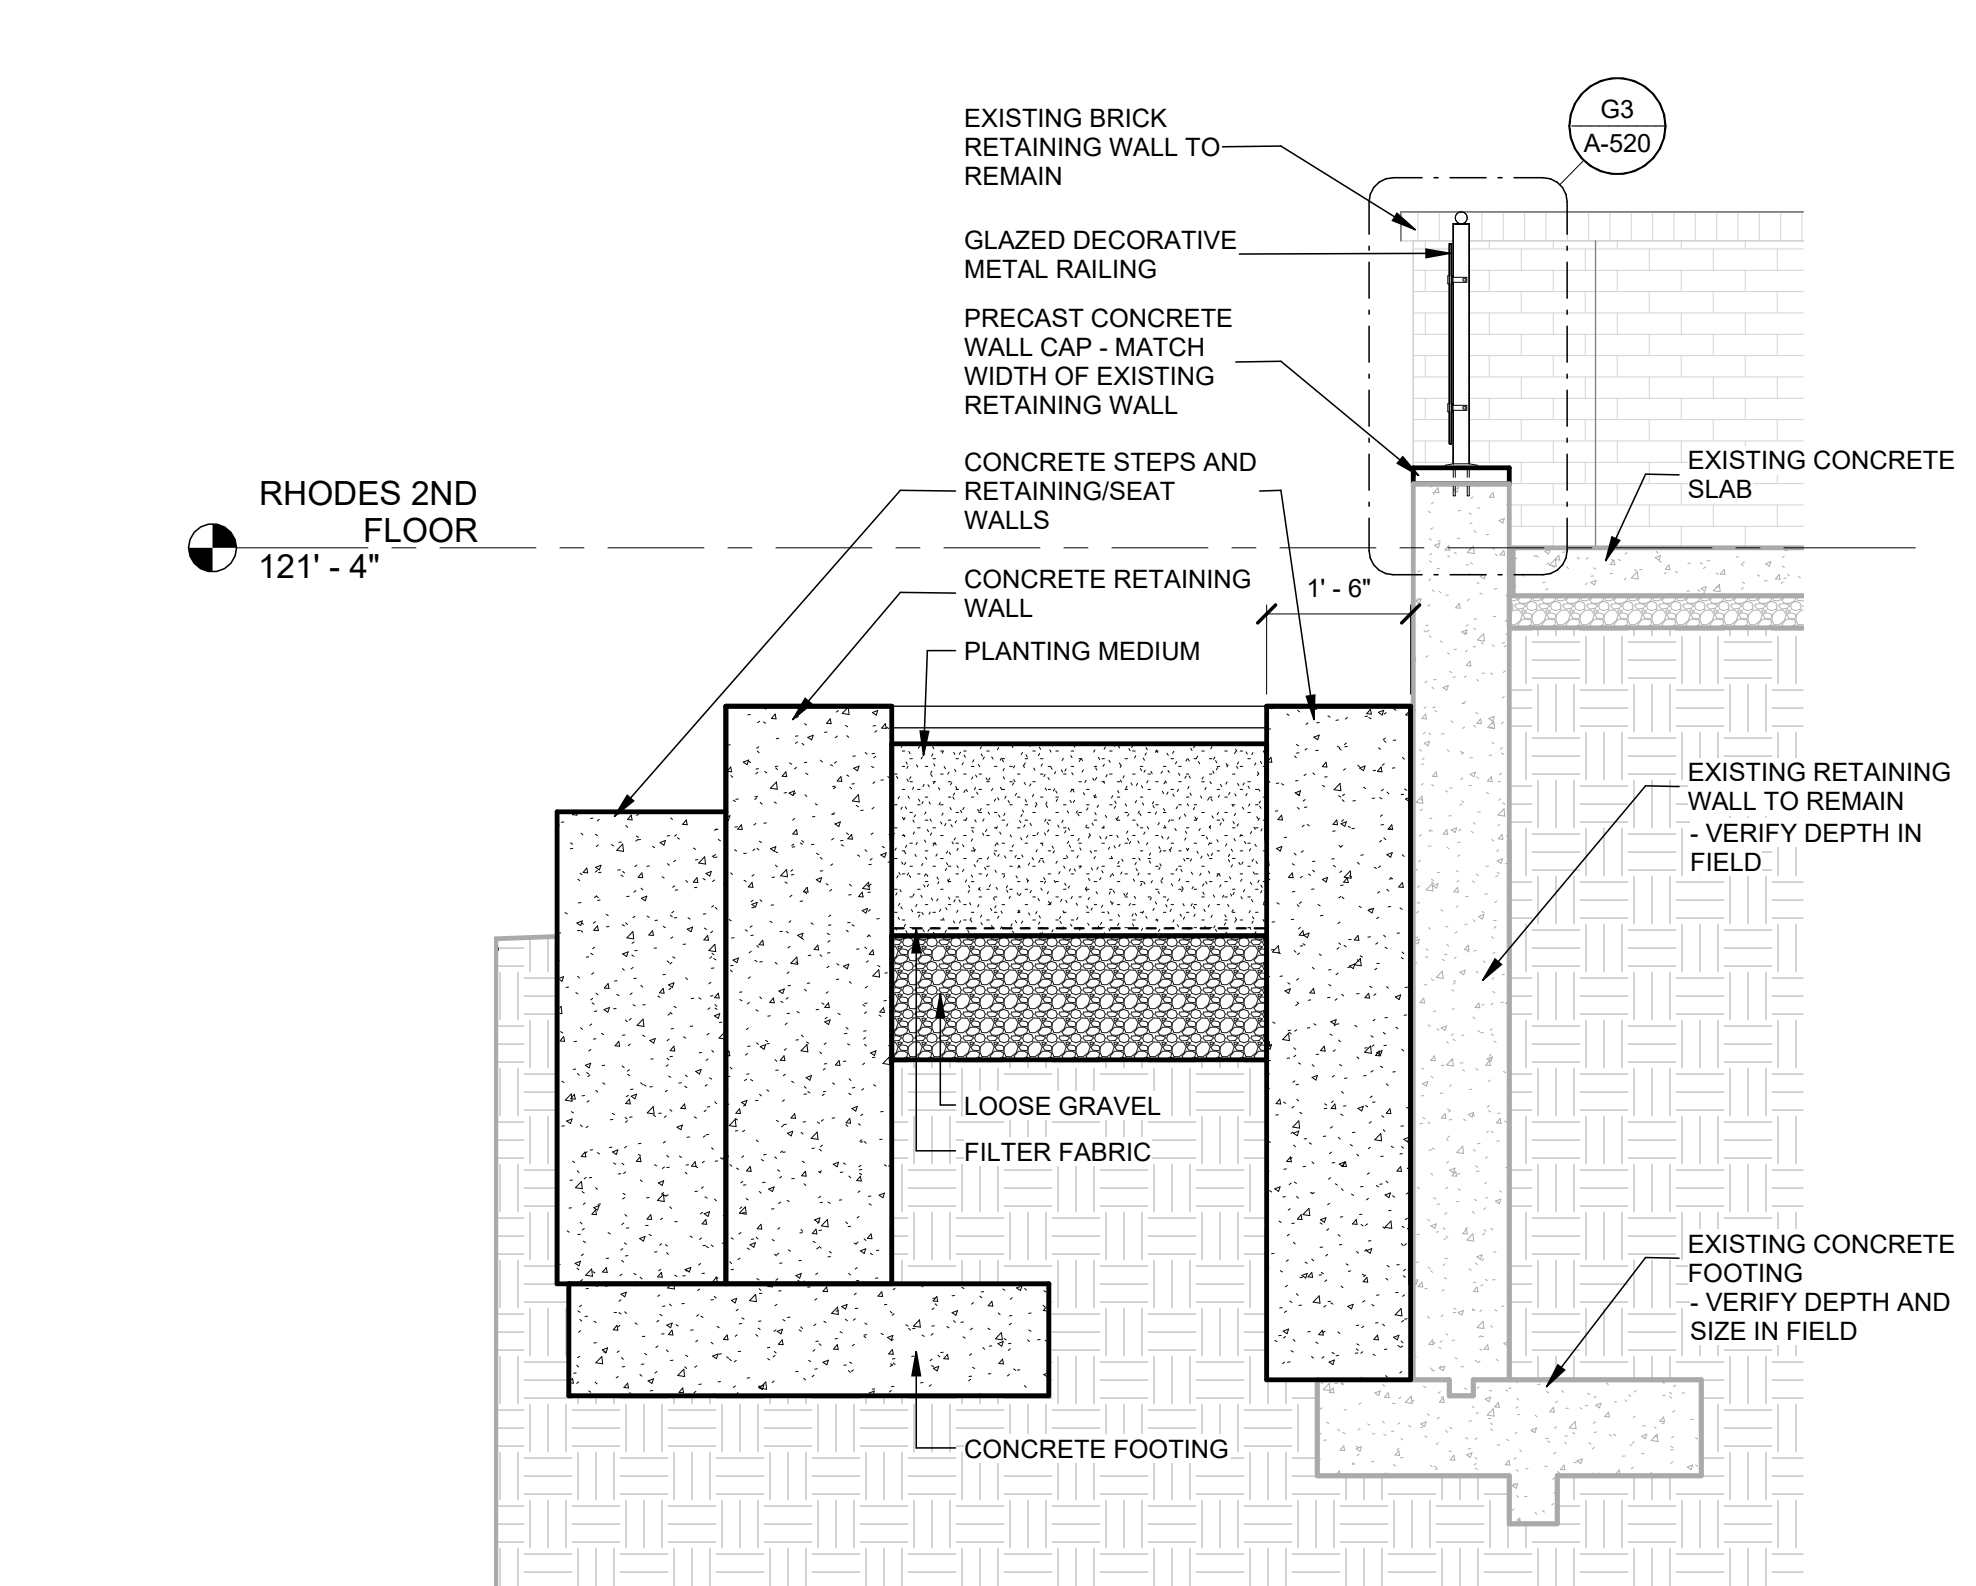 G3
A-520
EXISTING BRICK
RETAINING WALL TO
REMAIN
GLAZED DECORATIVE
METAL RAILING
PRECAST CONCRETE
WALL CAP - MATCH
WIDTH OF EXISTING
RETAINING WALL
CONCRETE STEPS AND
RETAINING/SEAT
WALLS
EXISTING CONCRETE
SLAB
RHODES 2ND
FLOOR
121' - 4"
CONCRETE RETAINING
WALL
1' - 6"
PLANTING MEDIUM
EXISTING RETAINING
WALL TO REMAIN
- VERIFY DEPTH IN
FIELD
LOOSE GRAVEL
FILTER FABRIC
EXISTING CONCRETE
FOOTING
- VERIFY DEPTH AND
SIZE IN FIELD
CONCRETE FOOTING